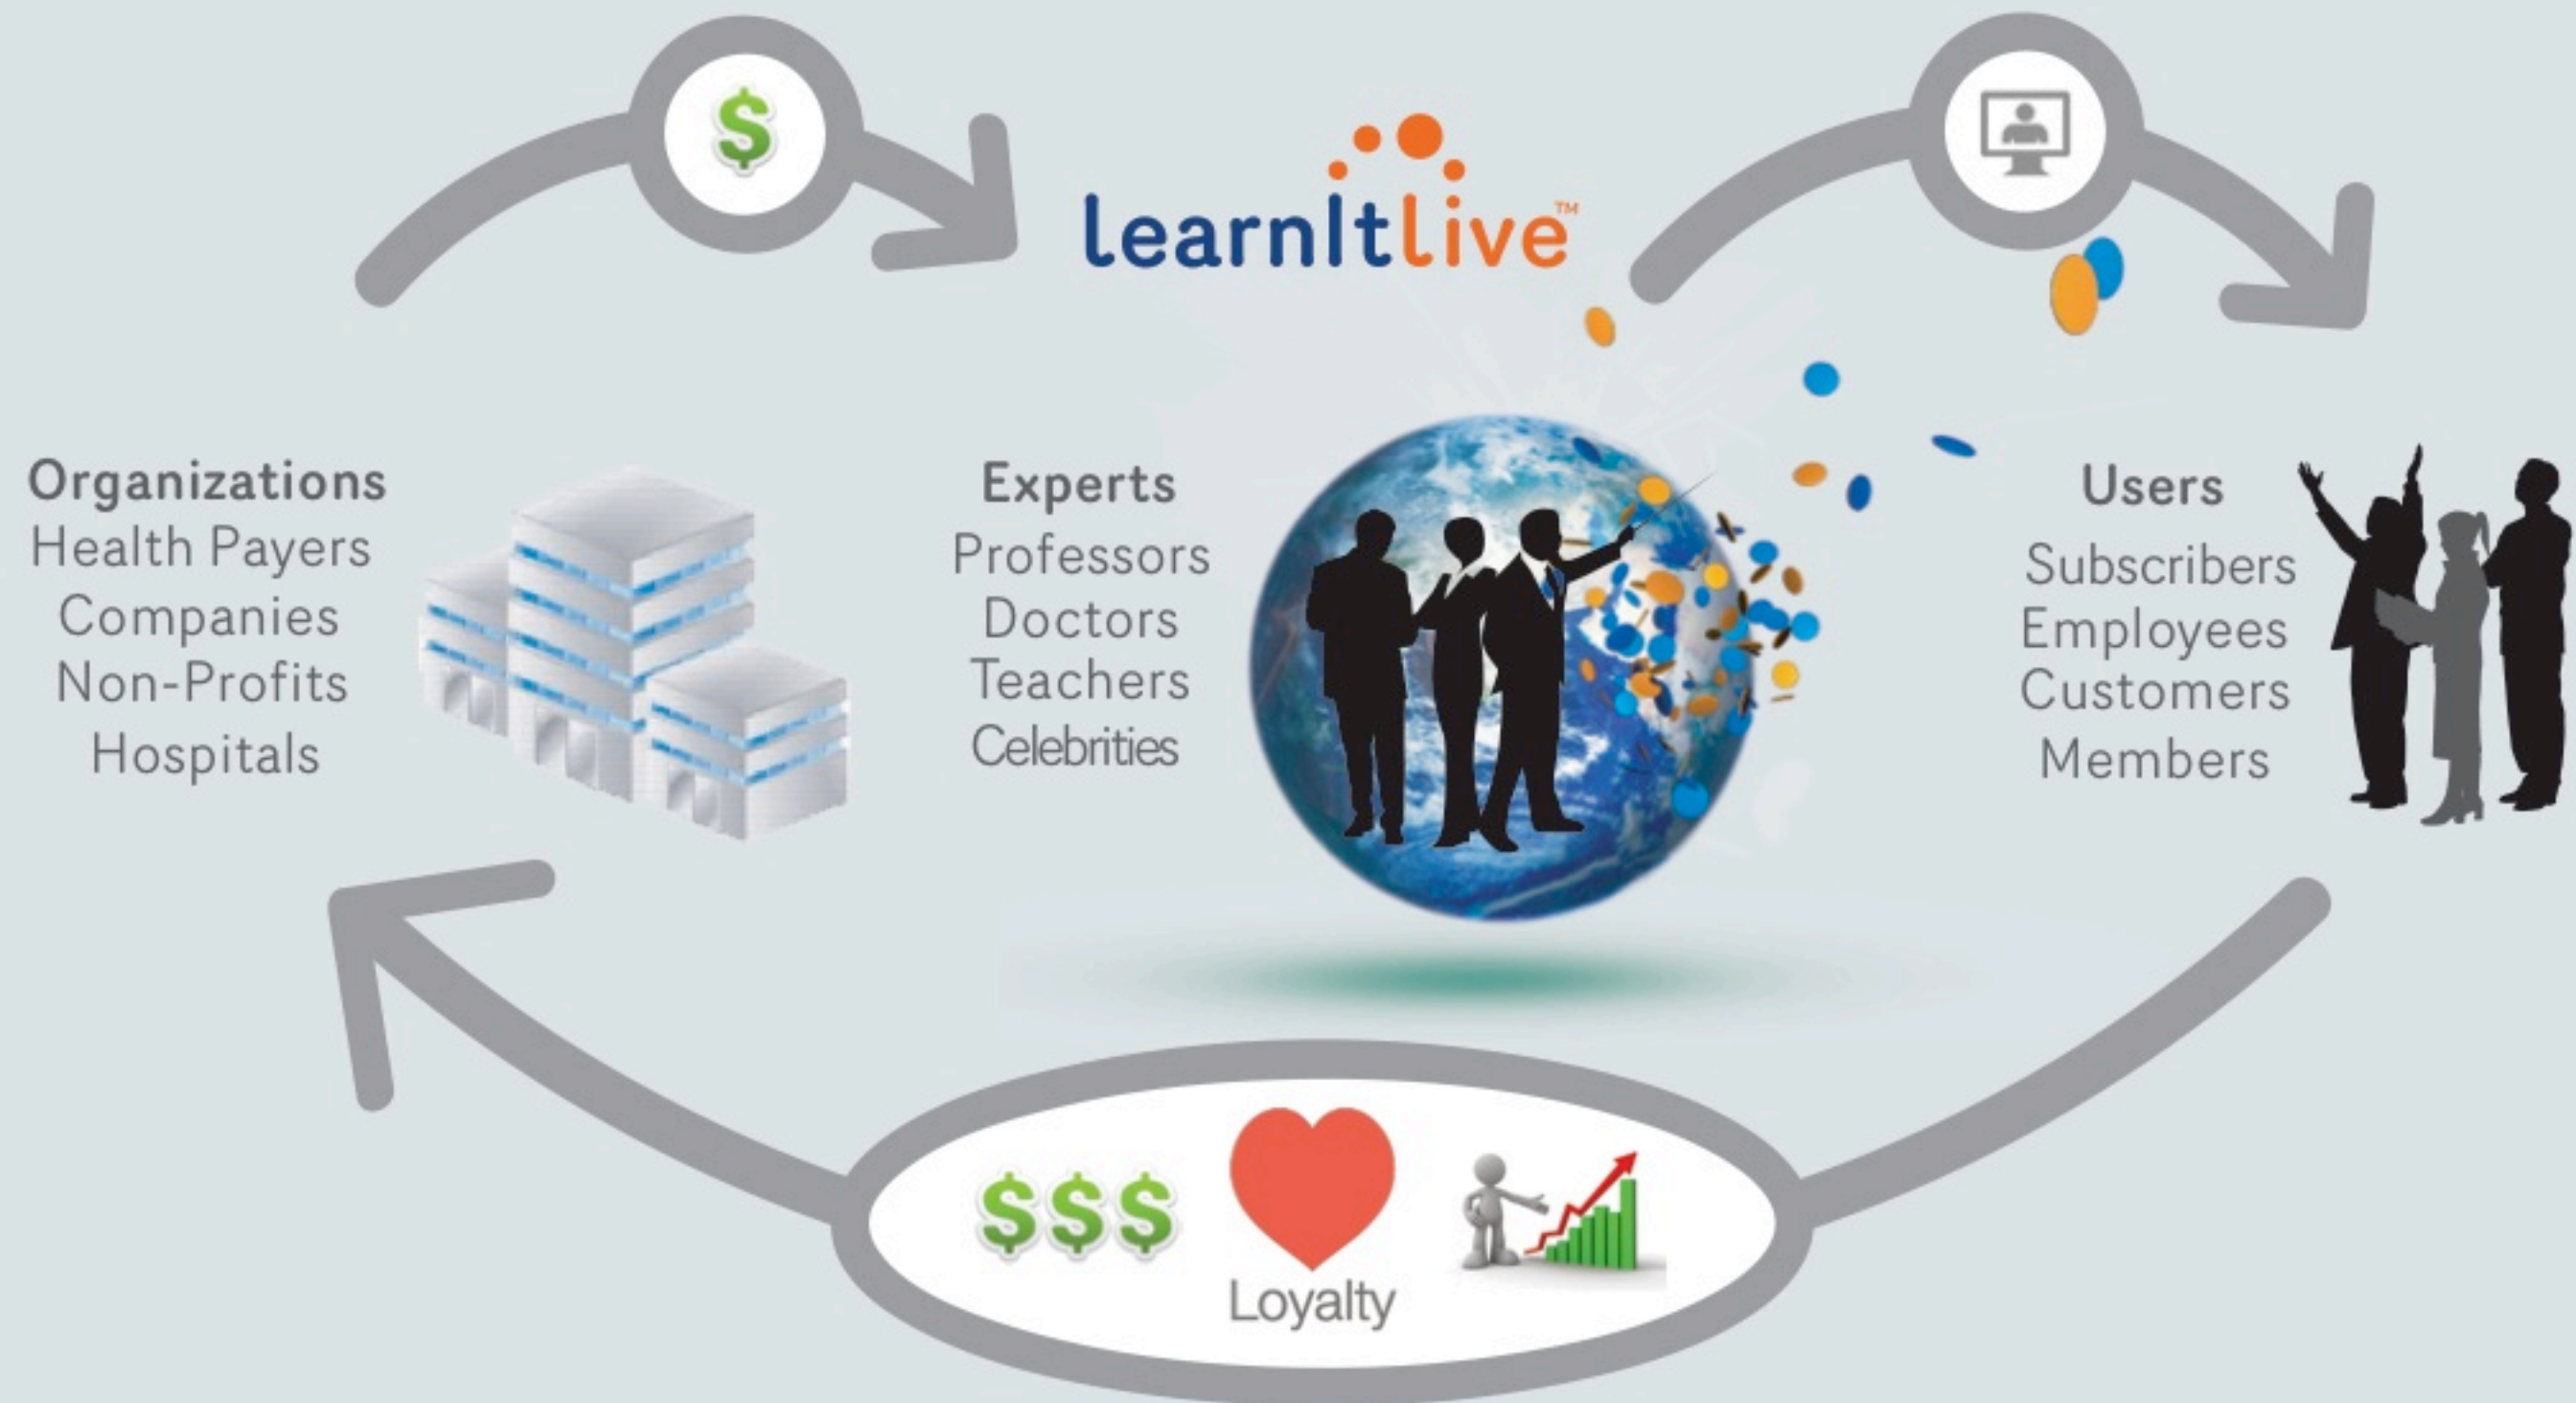 $
learnItlive™
Organizations
Health Payers
Companies
Non-Profits
Hospitals
Experts
Professors
Doctors
Teachers
Celebrities
Users
Subscribers
Employees
Customers
Members
$$$
Loyalty